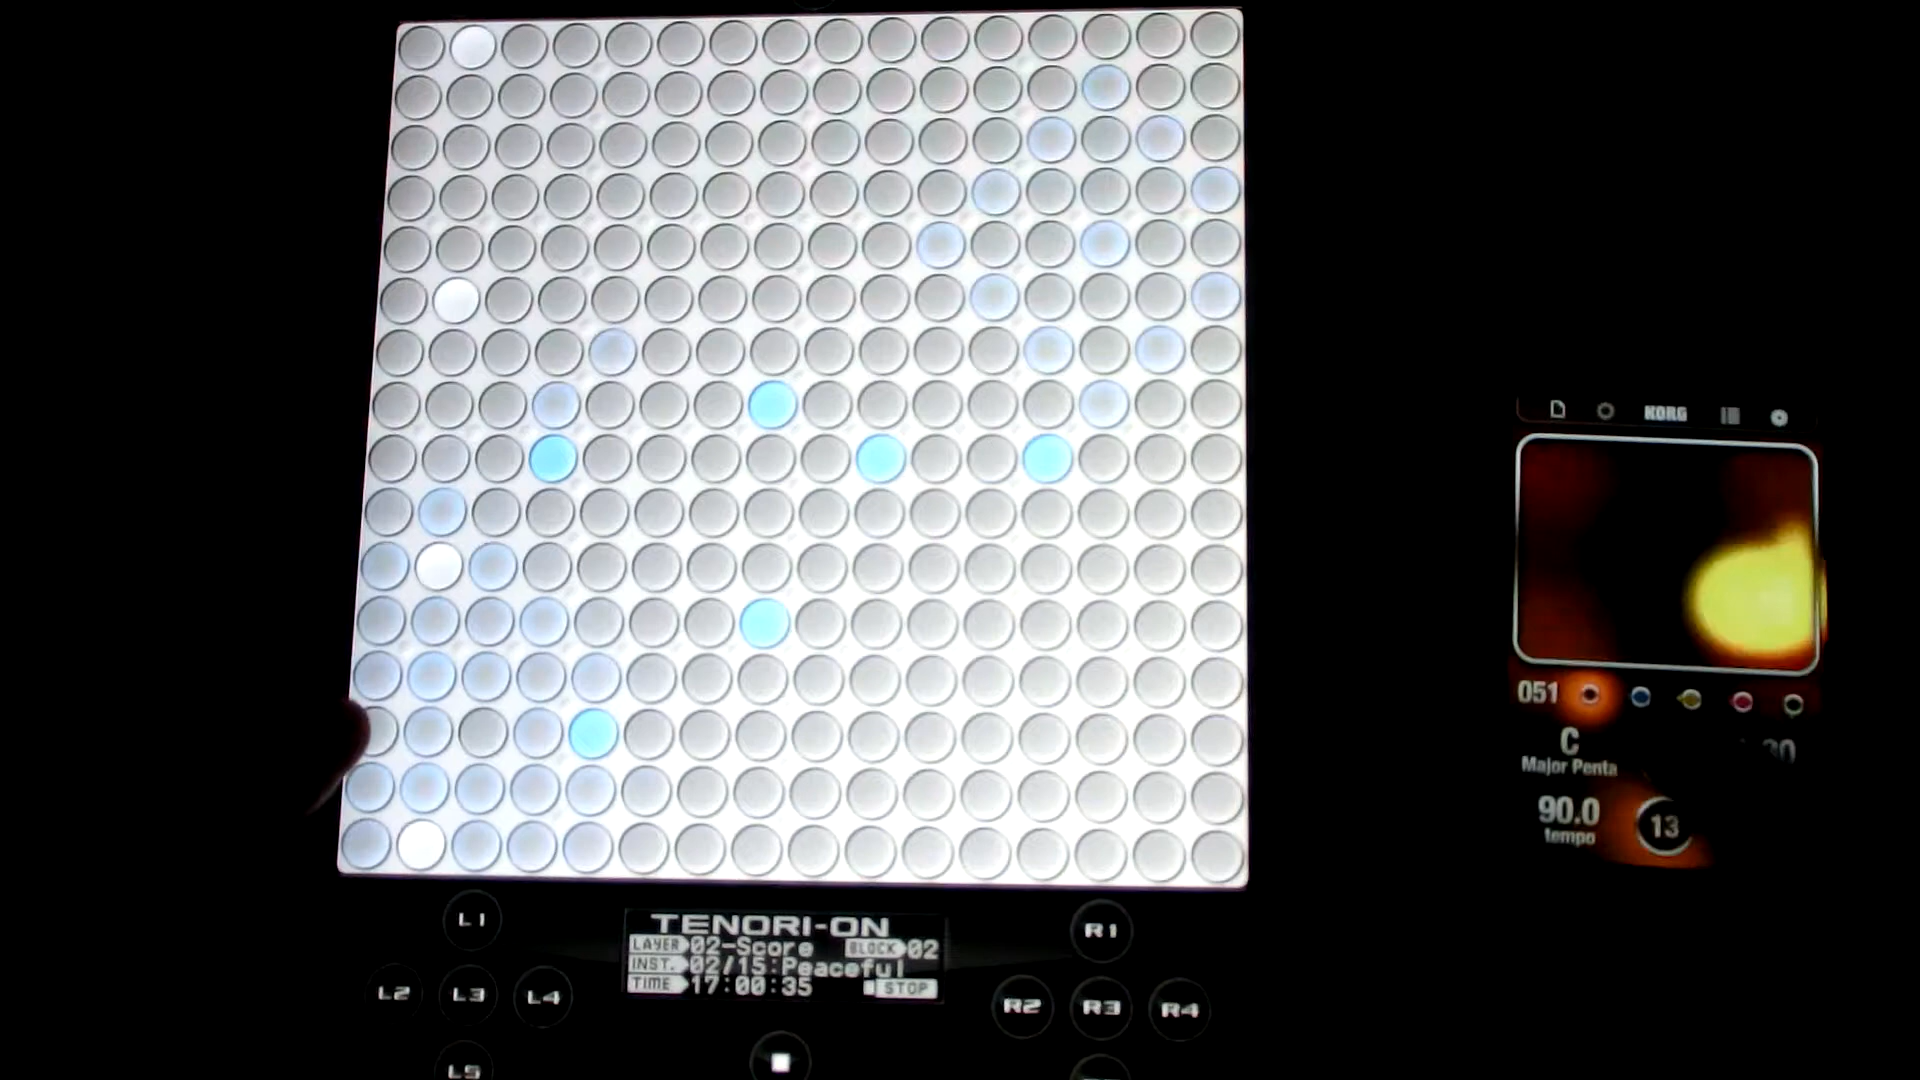 L1
L2
L3
L4
L5
TENORI-ON
LAYER 02-Score BLOCK 02
INST. 02/15:Peaceful
TIME 17:00:35 STOP
R1
R2
R3
R4
KORG
051
C
Major Penta
90.0
tempo
13